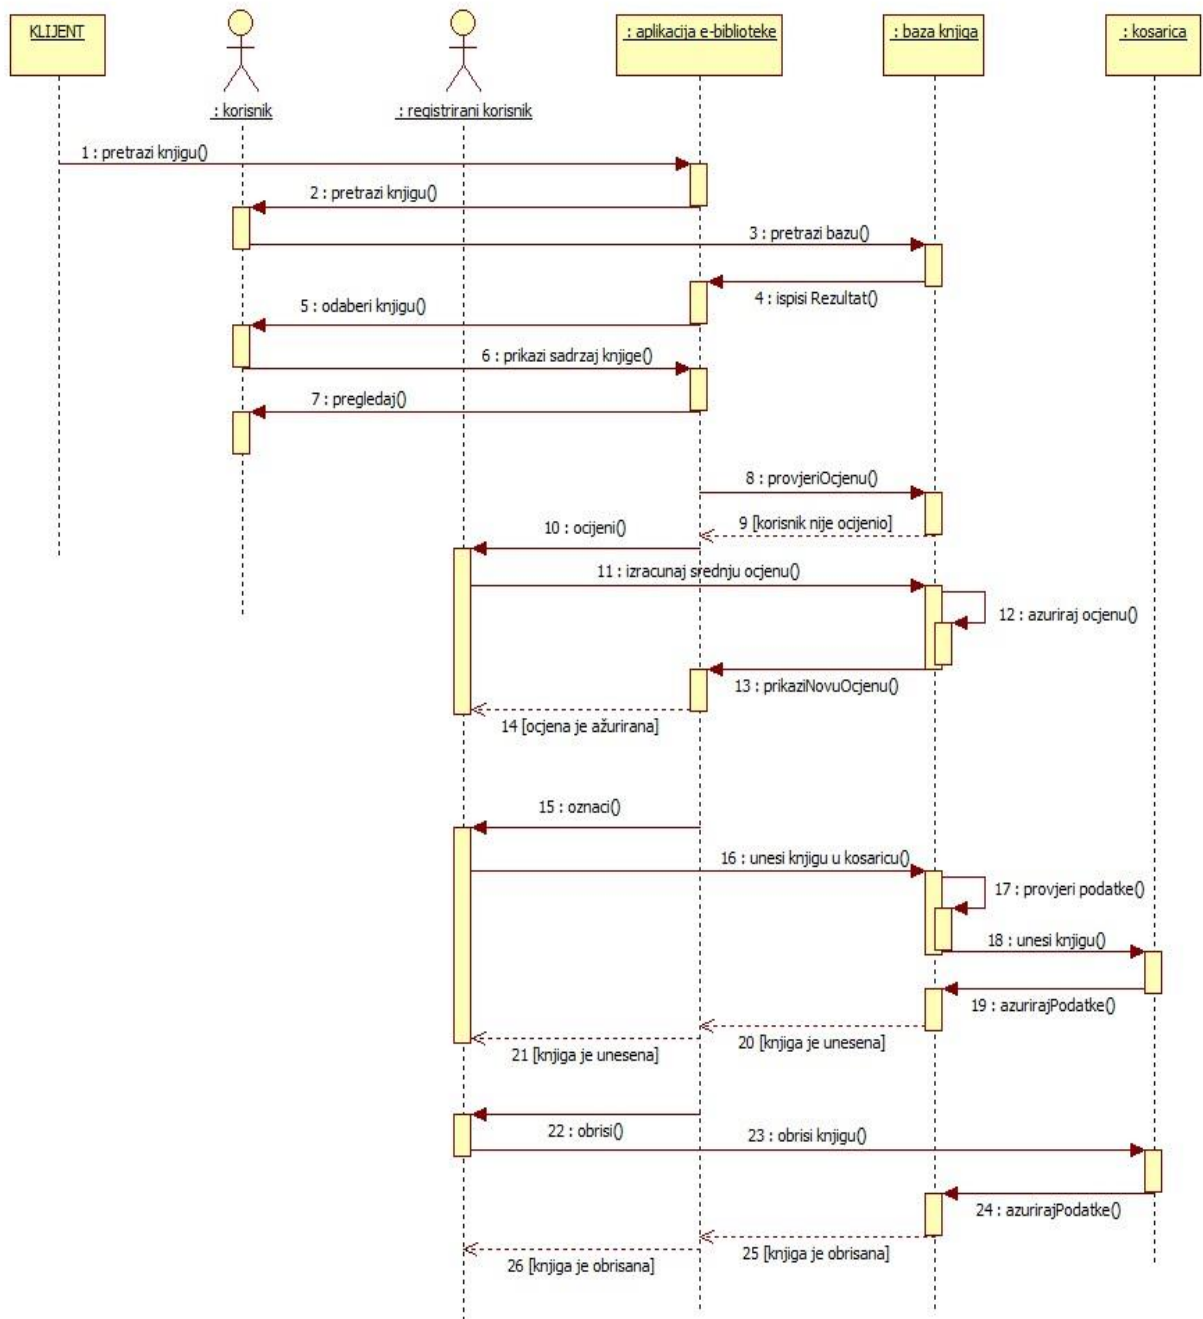 KLIJENT
: korisnik
: registrirani korisnik
: aplikacija e-biblioteke
: baza knjiga
: kosarica
1 : pretrazi knjigu()
2 : pretrazi knjigu()
3 : pretrazi bazu()
4 : ispisi Rezultat()
5 : odaberi knjigu()
6 : prikazi sadrzaj knjige()
7 : pregledaj()
8 : provjeriOcjenu()
9 [korisnik nije ocijenio]
10 : ocijeni()
11 : izracunaj srednju ocjenu()
12 : azuriraj ocjenu()
13 : prikaziNovuOcjenu()
14 [ocjena je ažurirana]
15 : oznaci()
16 : unesi knjigu u kosaricu()
17 : provjeri podatke()
18 : unesi knjigu()
19 : azurirajPodatke()
20 [knjiga je unesena]
21 [knjiga je unesena]
22 : obrisi()
23 : obrisi knjigu()
24 : azurirajPodatke()
25 [knjiga je obrisana]
26 [knjiga je obrisana]